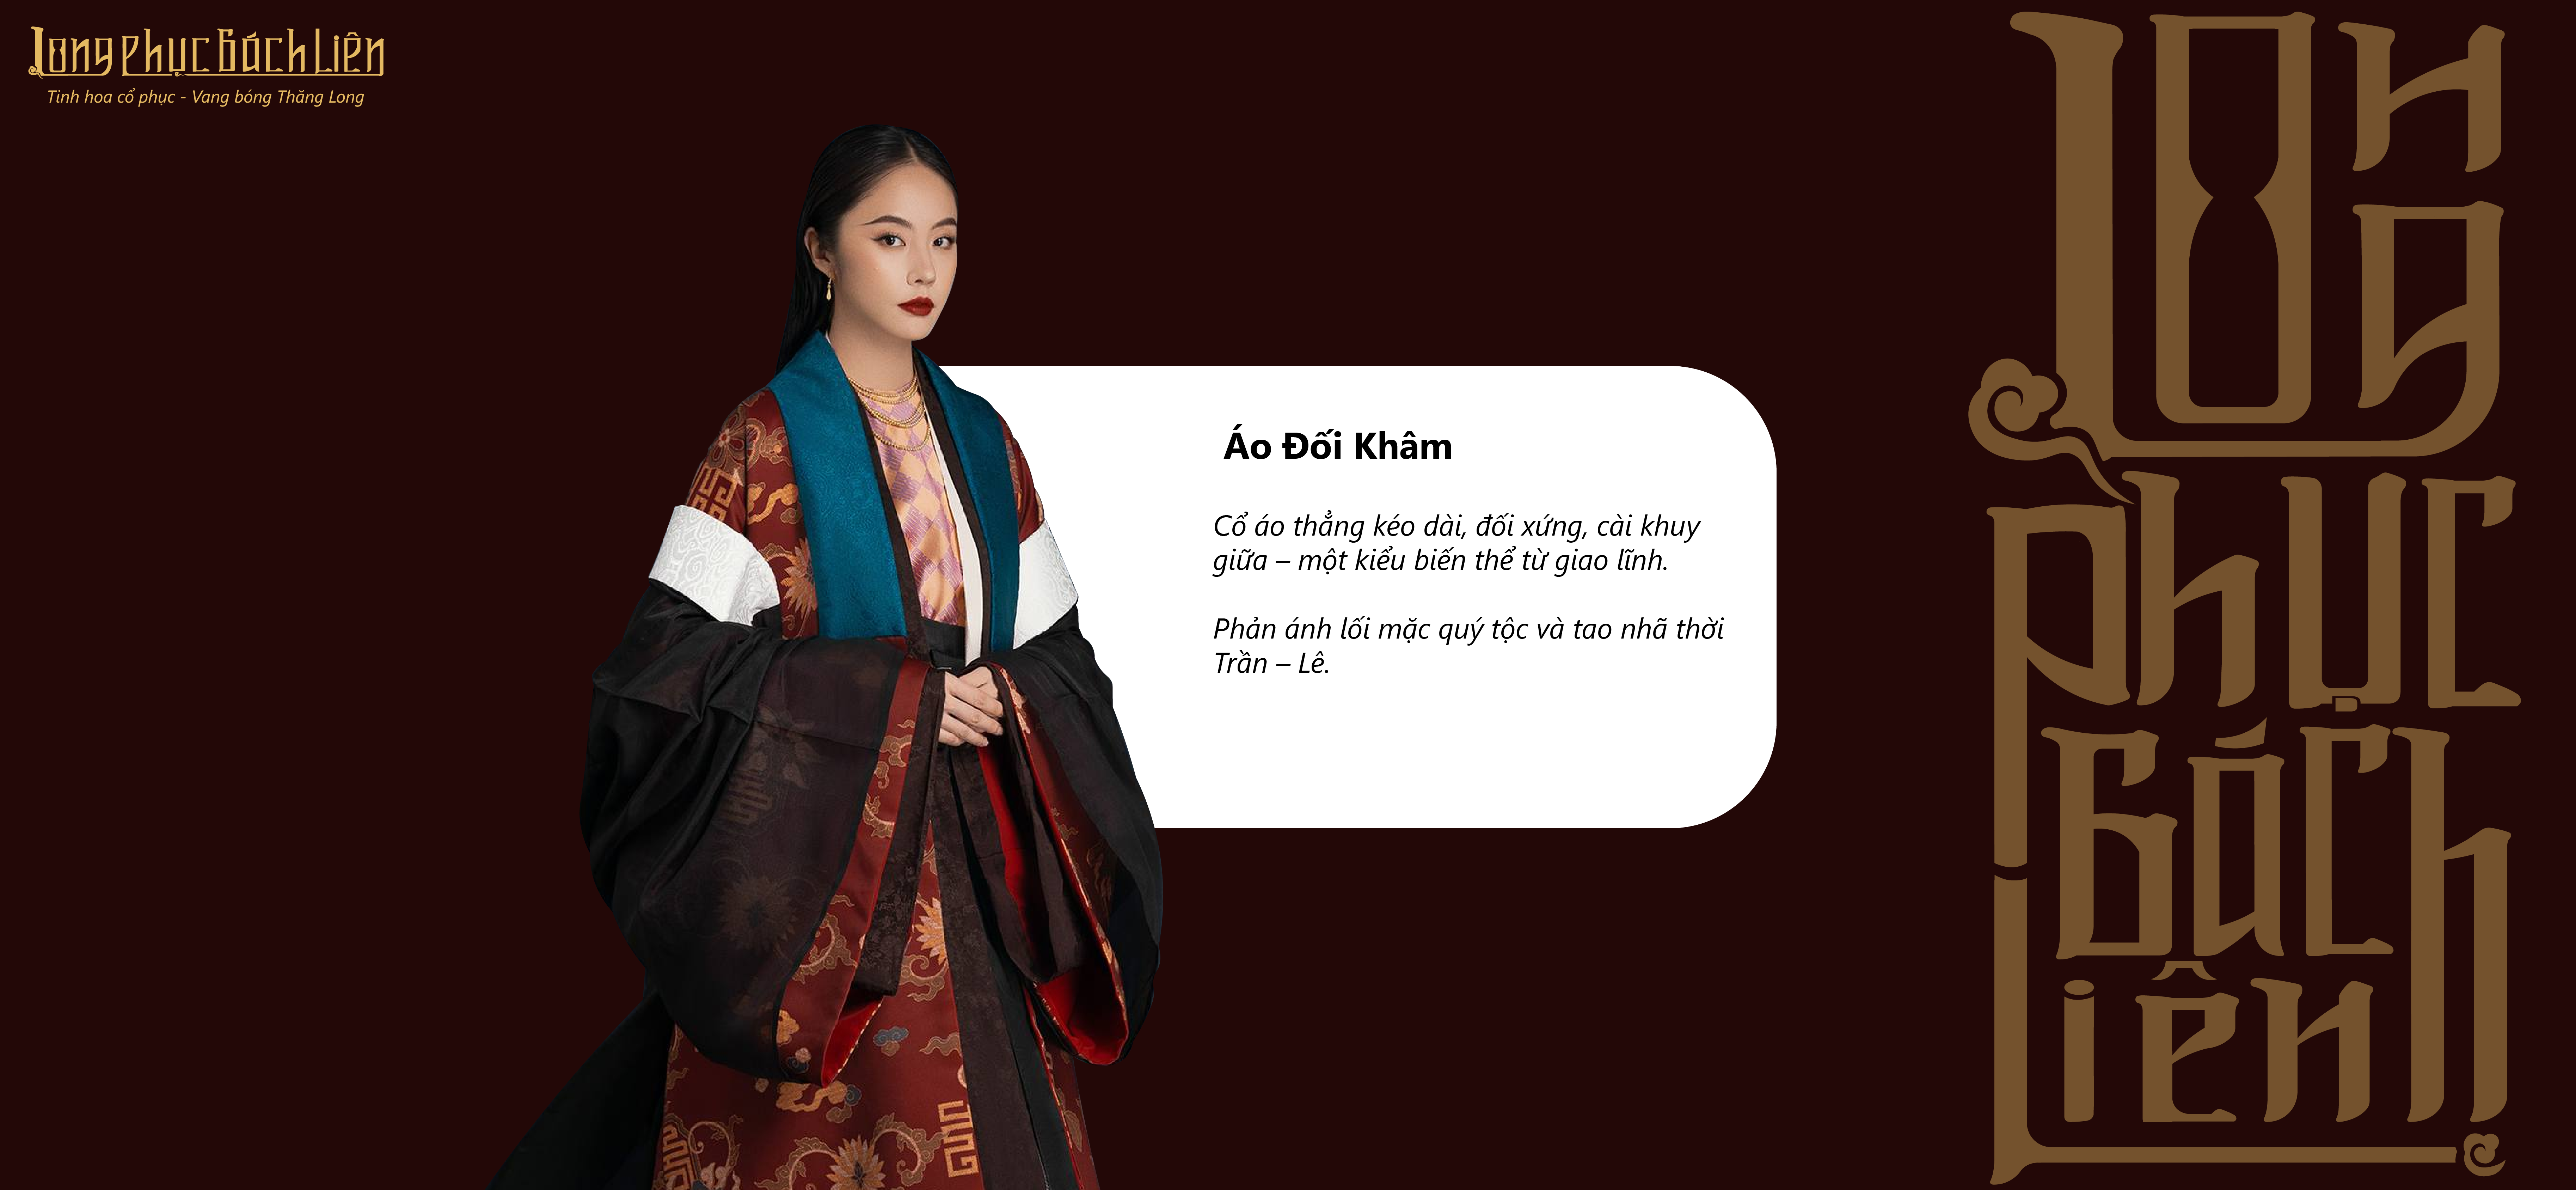 Long Phục Bách Liên
Tinh hoa cổ phục - Vang bóng Thăng Long
Áo Đối Khâm
Cổ áo thẳng kéo dài, đối xứng, cài khuy
giữa – một kiểu biến thể từ giao lĩnh.
Phản ánh lối mặc quý tộc và tao nhã thời
Trần – Lê.
Long
Phục
Bách
Liên